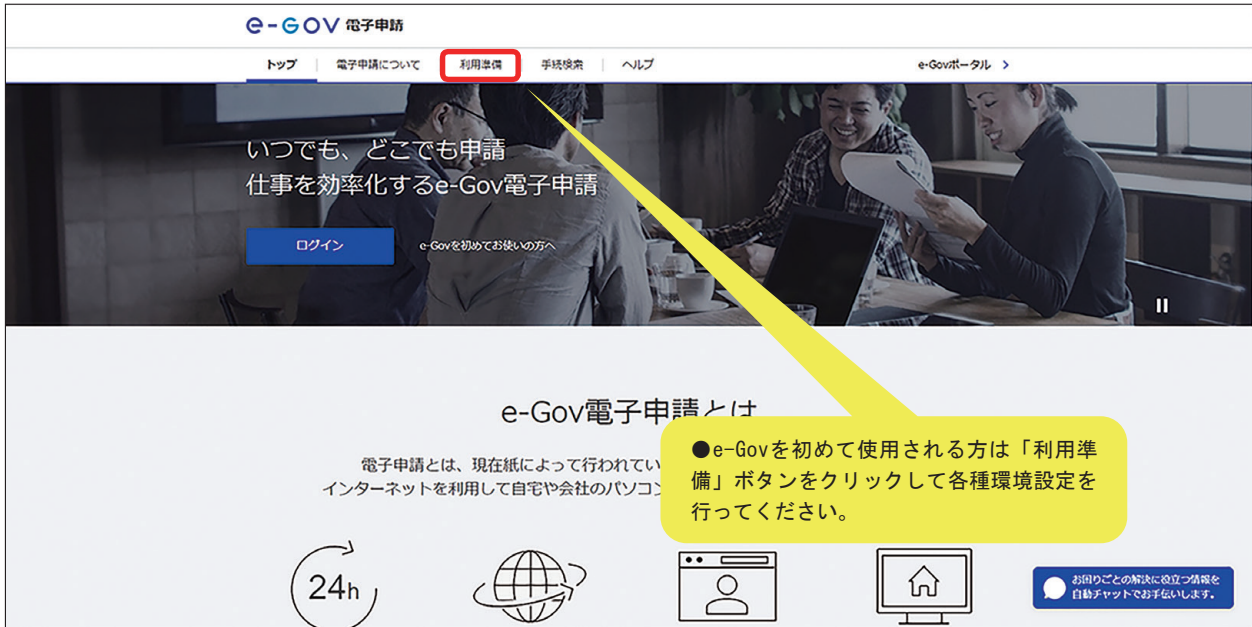 e-GOV 電子申請
トップ 電子申請について 利用準備 手続検索 ヘルプ e-Govポータル
いつでも、どこでも申請
仕事を効率化するe-Gov電子申請
ログイン e-Govを初めてお使いの方へ
e-Gov電子申請とは
電子申請とは、現在紙によって行われてい
インターネットを利用して自宅や会社のパソコン
●e-Govを初めて使用される方は「利用準
備」ボタンをクリックして各種環境設定を
行ってください。
24h
お困りごとの解決に役立つ情報を
自動チャットでお手伝いします。